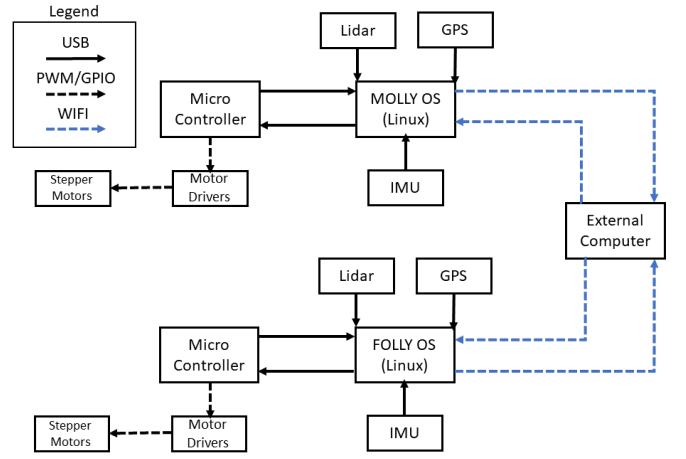 Legend
USB
PWM/GPIO
WIFI
Lidar
GPS
Micro
Controller
MOLLY OS
(Linux)
Stepper
Motors
Motor
Drivers
IMU
External
Computer
Lidar
GPS
Micro
Controller
FOLLY OS
(Linux)
Stepper
Motors
Motor
Drivers
IMU